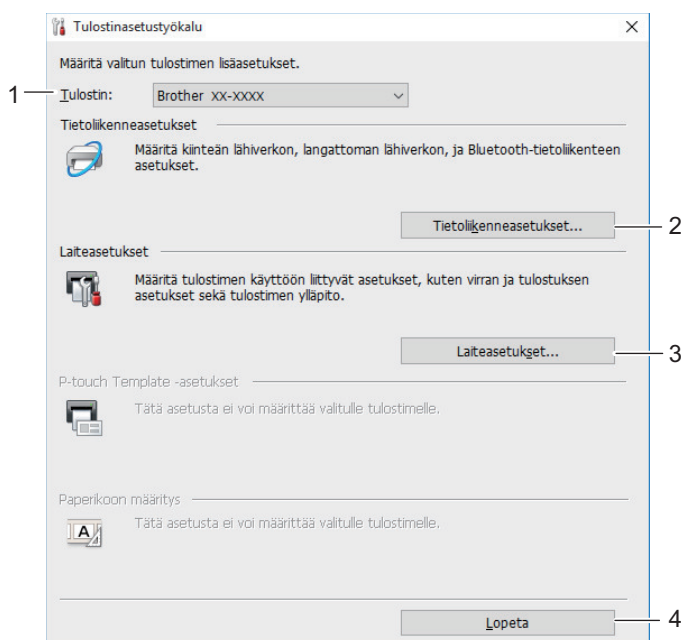 Tulostinasetustyökalu
Määritä valitun tulostimen lisäasetukset.
1
Tulostin:
Brother XX-XXXX
Tietoliikenneasetukset
Määritä kiinteän lähiverkon, langattoman lähiverkon, ja Bluetooth-tietoliikenteen
asetukset.
Tietoliikenneasetukset...
2
Laiteasetukset
Määritä tulostimen käyttöön liittyvät asetukset, kuten virran ja tulostuksen
asetukset sekä tulostimen ylläpito.
Laiteasetukset...
3
P-touch Template -asetukset
Tätä asetusta ei voi määrittää valitulle tulostimelle.
Paperikoon määritys
A
Tätä asetusta ei voi määrittää valitulle tulostimelle.
Lopeta
4